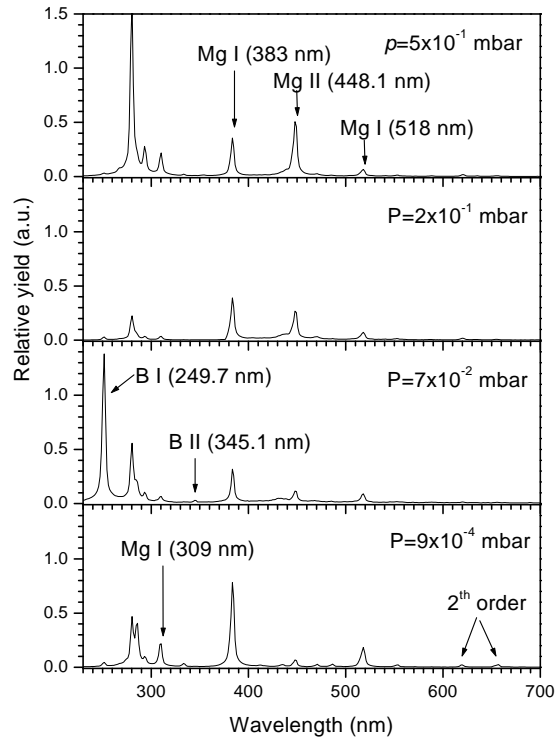 1.5
p=5x10⁻¹ mbar
Mg I (383 nm)
Mg II (448.1 nm)
1.0
Mg I (518 nm)
0.5
0.0
P=2x10⁻¹ mbar
1.0
0.5
0.0
P=7x10⁻² mbar
B I (249.7 nm)
1.0
B II (345.1 nm)
0.5
0.0
P=9x10⁻⁴ mbar
Mg I (309 nm)
1.0
2ᵗʰ order
0.5
0.0
300 400 500 600 700
Wavelength (nm)
Relative yield (a.u.)